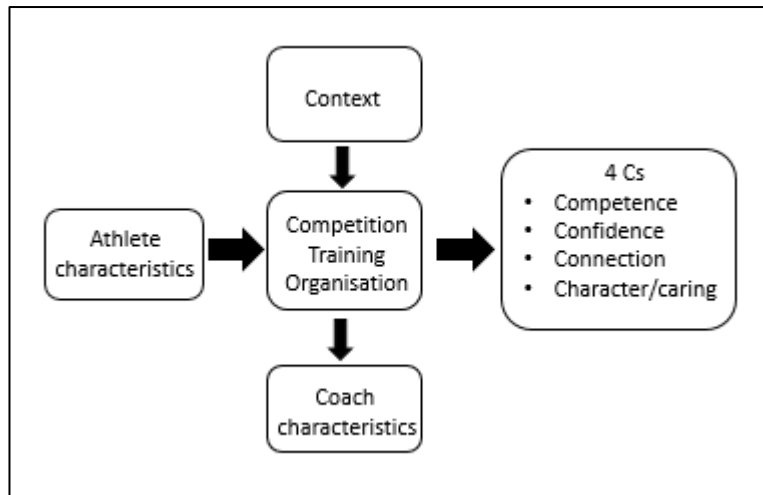 Context
Athlete
characteristics
Competition
Training
Organisation
4 Cs
• Competence
• Confidence
• Connection
• Character/caring
Coach
characteristics